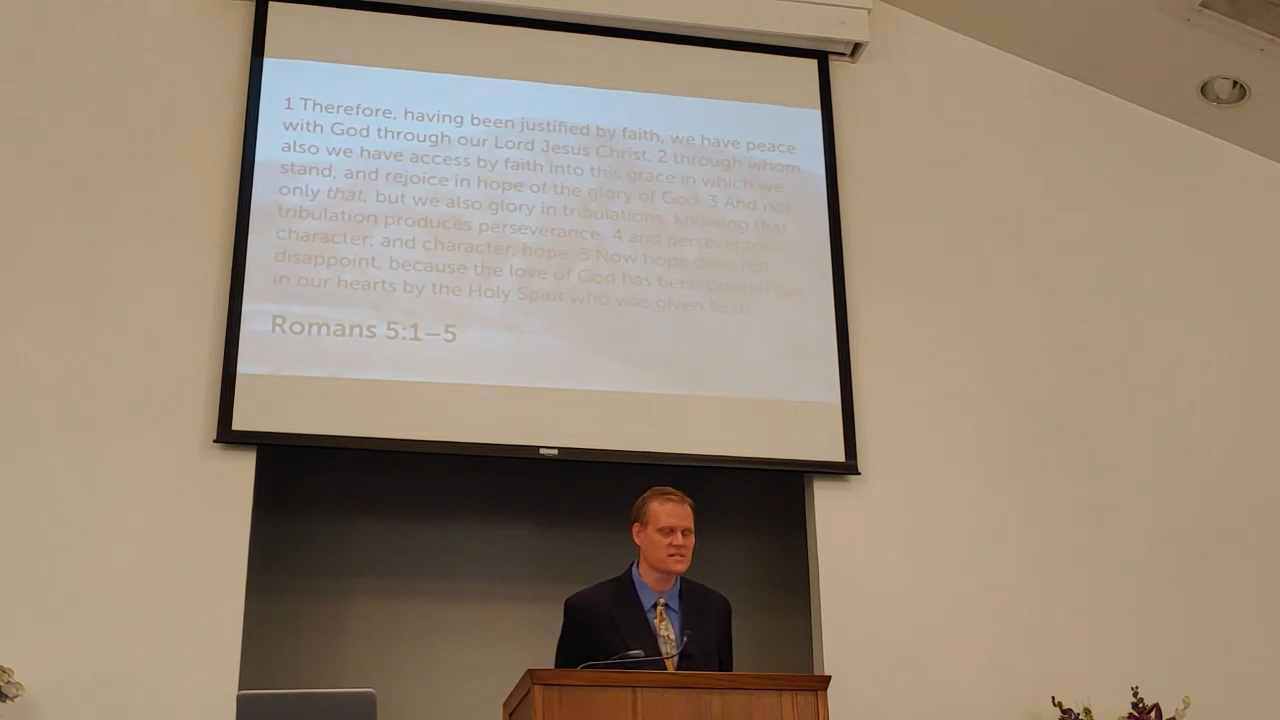 1 Therefore, having been justified by faith, we have peace
with God through our Lord Jesus Christ, 2 through whom
also we have access by faith into this grace in which we
stand, and rejoice in hope of the glory of God. 3 And not
only that, but we also glory in tribulations, knowing that
tribulation produces perseverance; 4 and perseverance,
character; and character, hope. 5 Now hope does not
disappoint, because the love of God has been poured out
in our hearts by the Holy Spirit who was given to us.
Romans 5:1–5